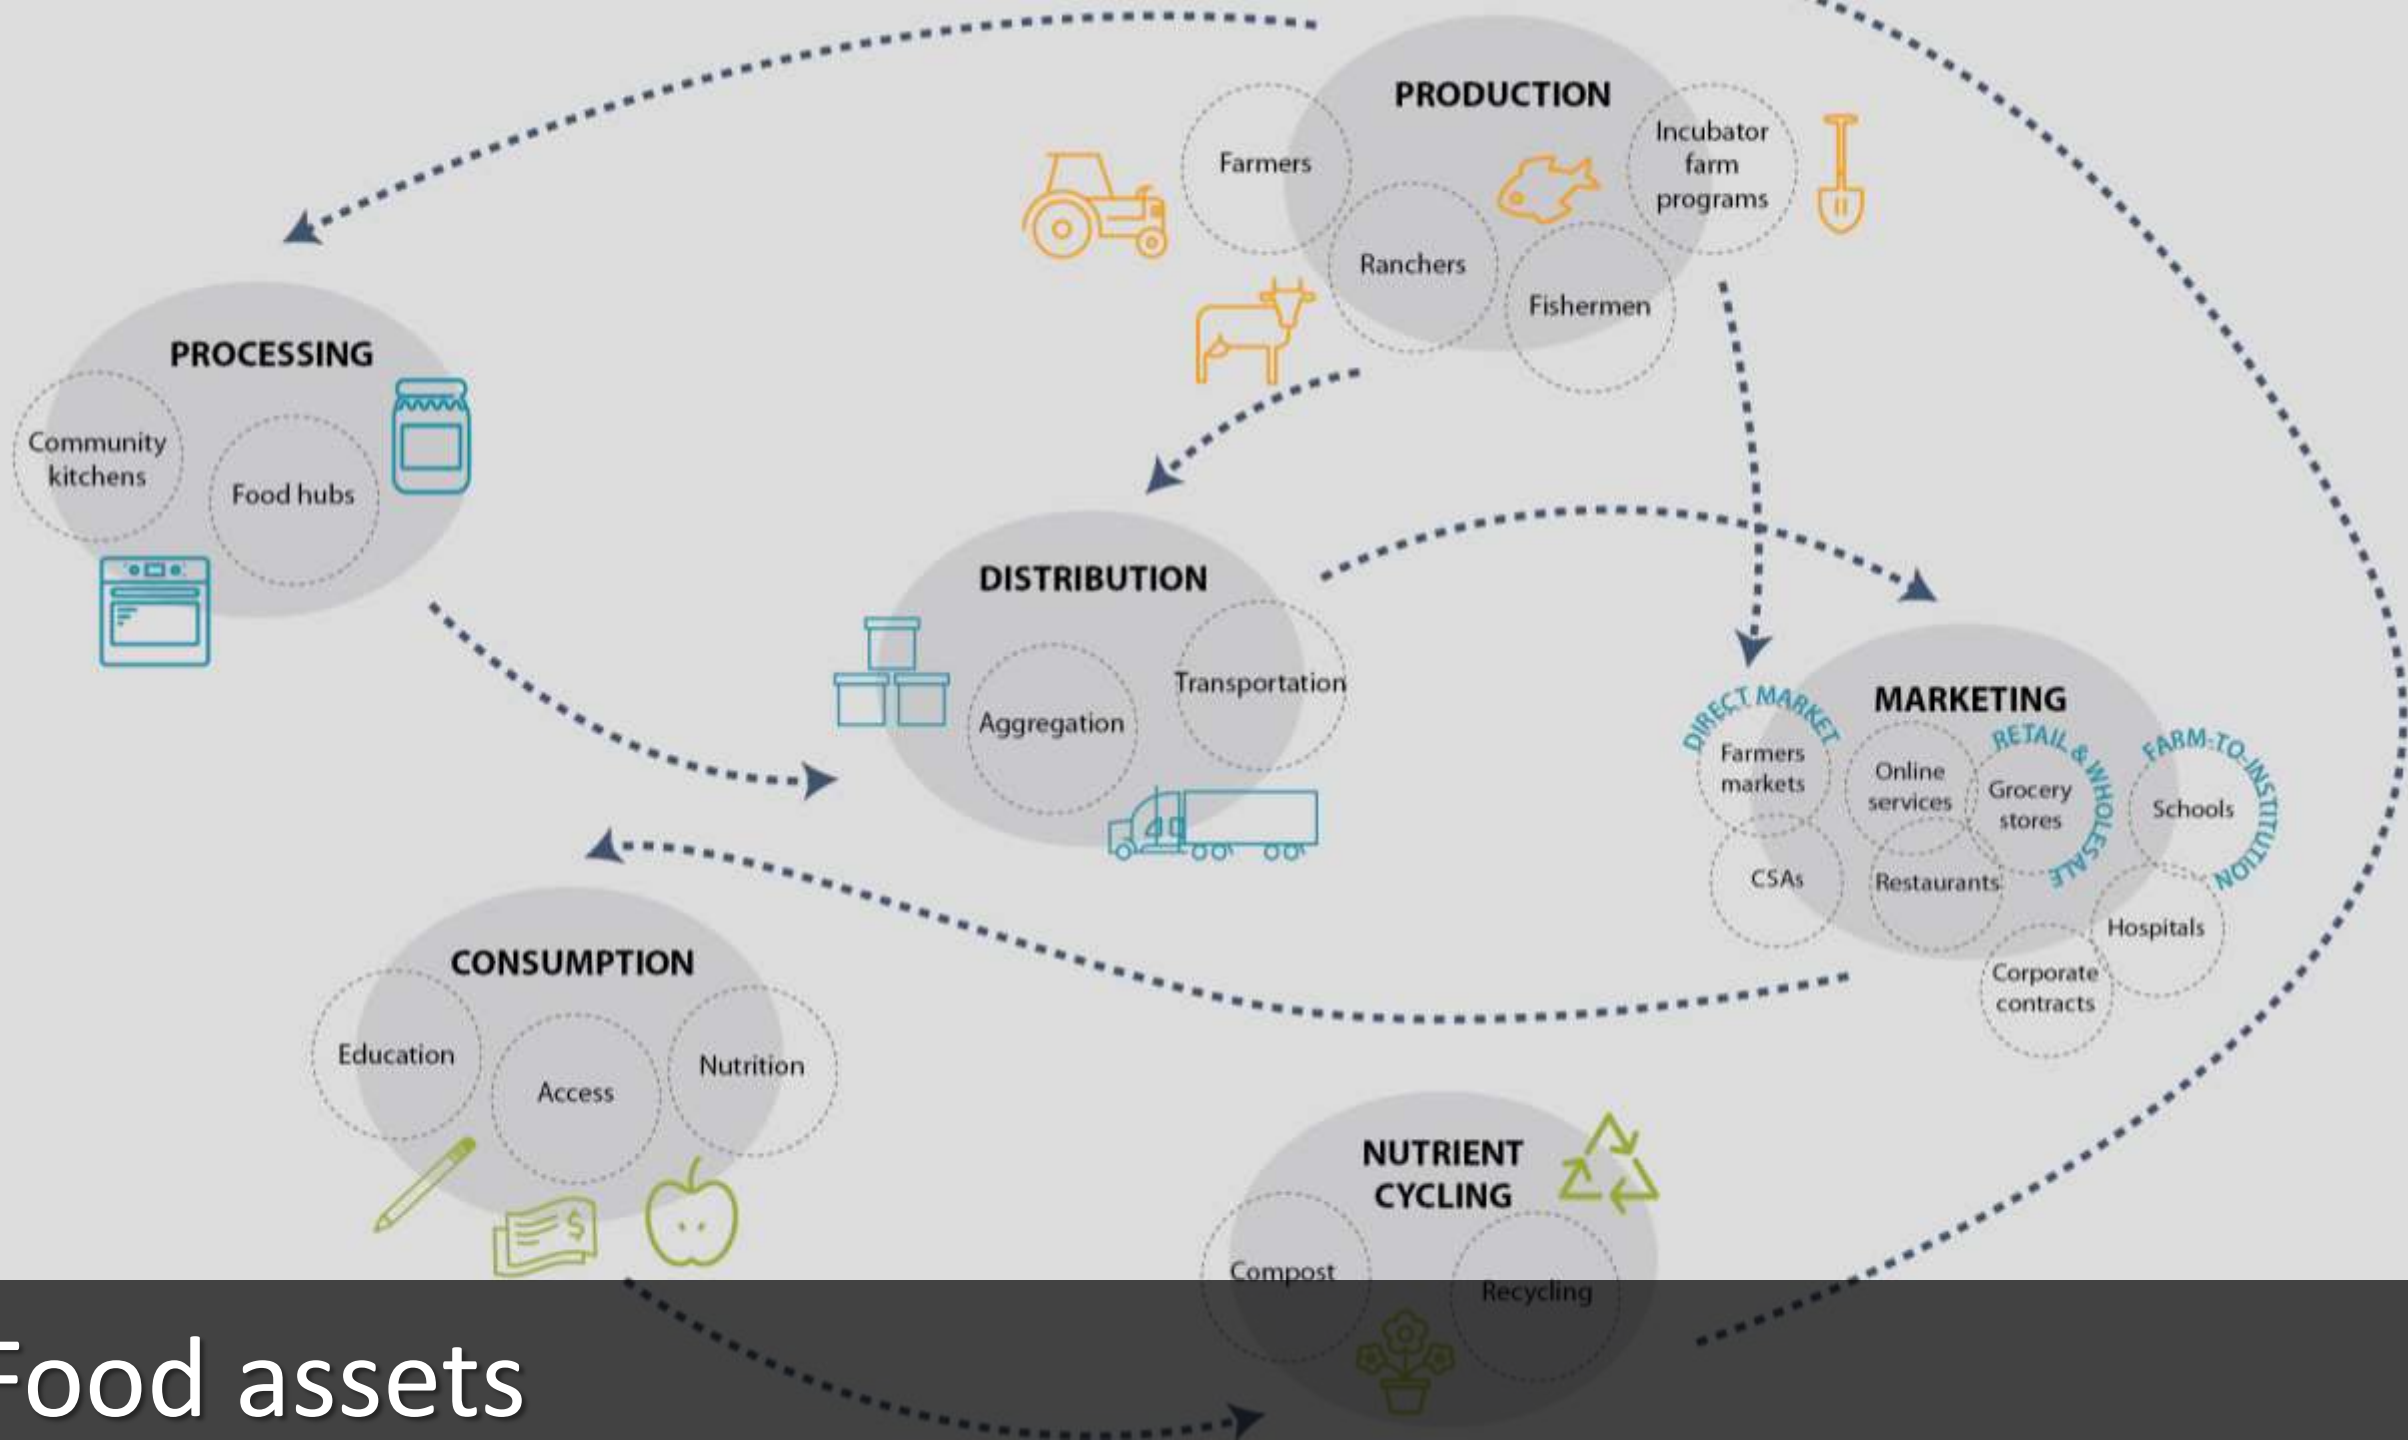 PRODUCTION
Farmers
Incubator
farm
programs
Ranchers
Fishermen
PROCESSING
Community
kitchens
Food hubs
DISTRIBUTION
Aggregation
Transportation
MARKETING
DIRECT MARKET
Farmers
markets
CSAs
RETAIL & WHOLESALE
Online
services
Grocery
stores
Restaurants
FARM-TO-INSTITUTION
Schools
Hospitals
Corporate
contracts
CONSUMPTION
Education
Access
Nutrition
$
NUTRIENT
CYCLING
Compost
Recycling
Food assets